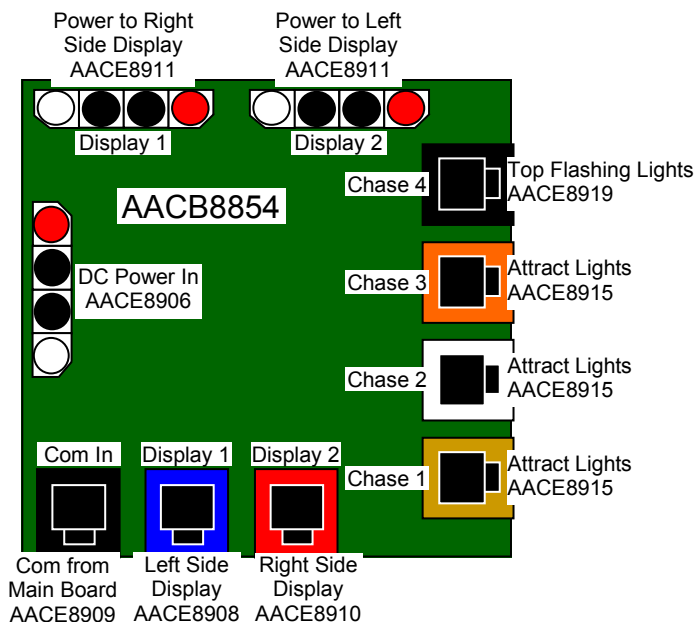 Power to Right
Side Display
AACE8911
Power to Left
Side Display
AACE8911
Display 1
Display 2
Chase 4
Top Flashing Lights
AACE8919
AACB8854
DC Power In
AACE8906
Chase 3
Attract Lights
AACE8915
Chase 2
Attract Lights
AACE8915
Chase 1
Attract Lights
AACE8915
Com In
Display 1
Display 2
Com from
Main Board
AACE8909
Left Side
Display
AACE8908
Right Side
Display
AACE8910